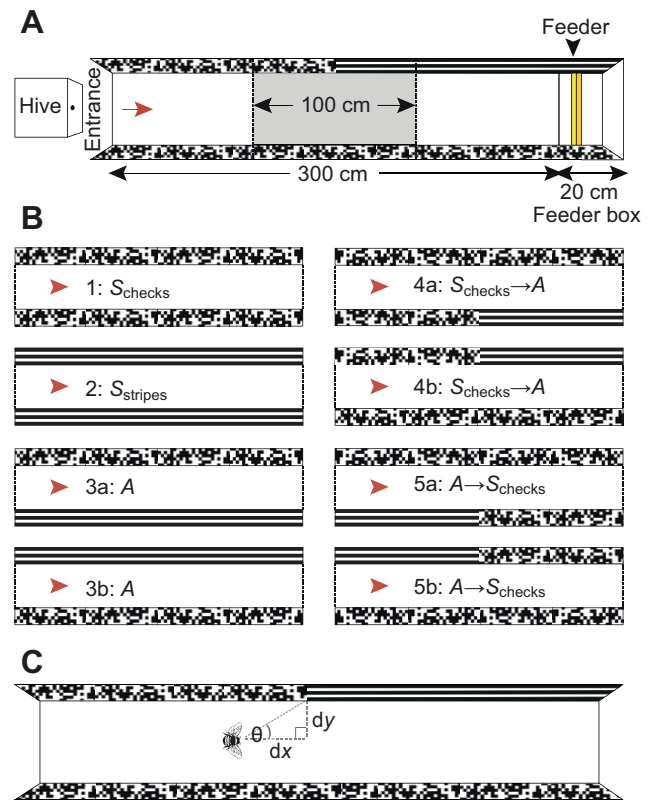 A
Feeder
Hive
Entrance
100 cm
300 cm
20 cm
Feeder box
B
1: Schecks
4a: Schecks→A
2: Sstripes
4b: Schecks→A
3a: A
5a: A→Schecks
3b: A
5b: A→Schecks
C
θ
dy
dx